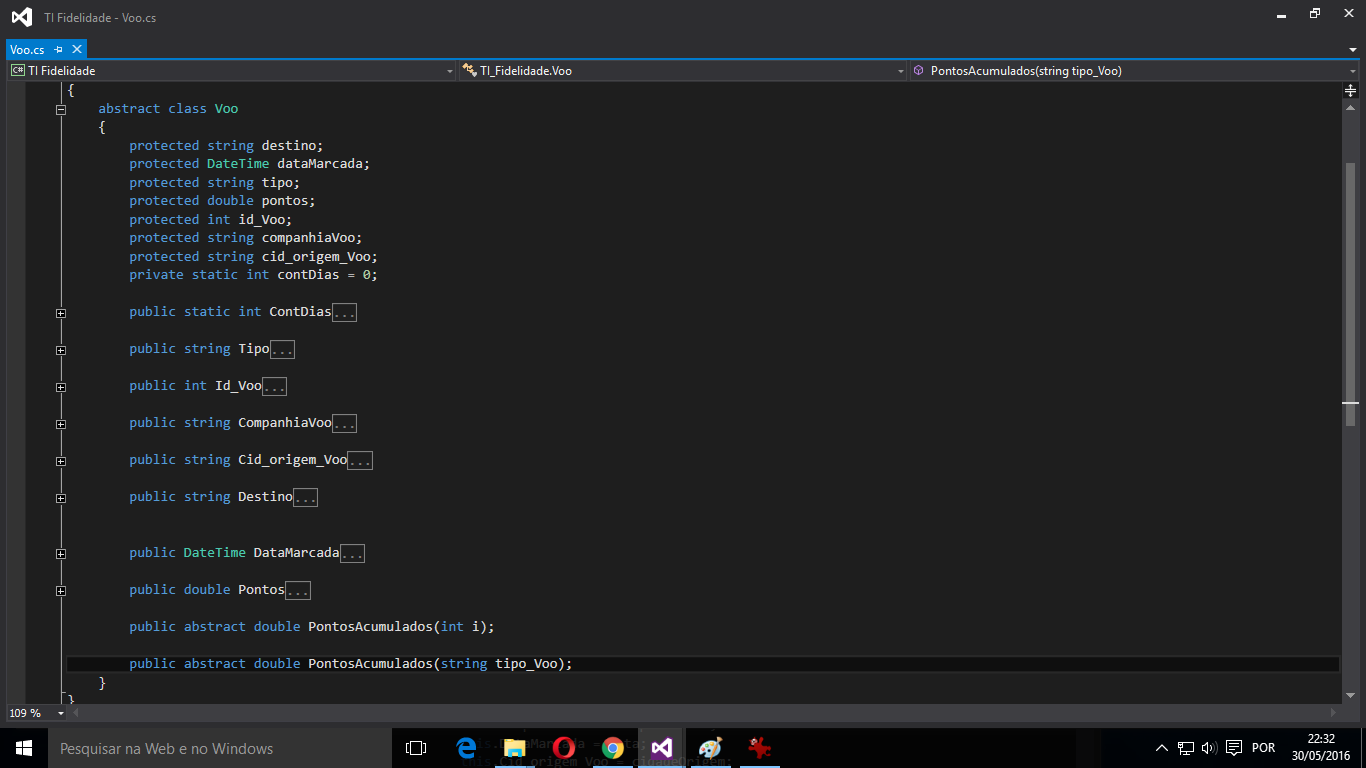 TI Fidelidade - Voo.cs
Voo.cs
C# TI Fidelidade
TI_Fidelidade.Voo
PontosAcumulados(string tipo_Voo)
{
abstract class Voo
{
protected string destino;
protected DateTime dataMarcada;
protected string tipo;
protected double pontos;
protected int id_Voo;
protected string companhiaVoo;
protected string cid_origem_Voo;
private static int contDias = 0;
public static int ContDias...
public string Tipo...
public int Id_Voo...
public string CompanhiaVoo...
public string Cid_origem_Voo...
public string Destino...
public DateTime DataMarcada...
public double Pontos...
public abstract double PontosAcumulados(int i);
public abstract double PontosAcumulados(string tipo_Voo);
}
}
109 %
Pesquisar na Web e no Windows
POR
22:32
30/05/2016